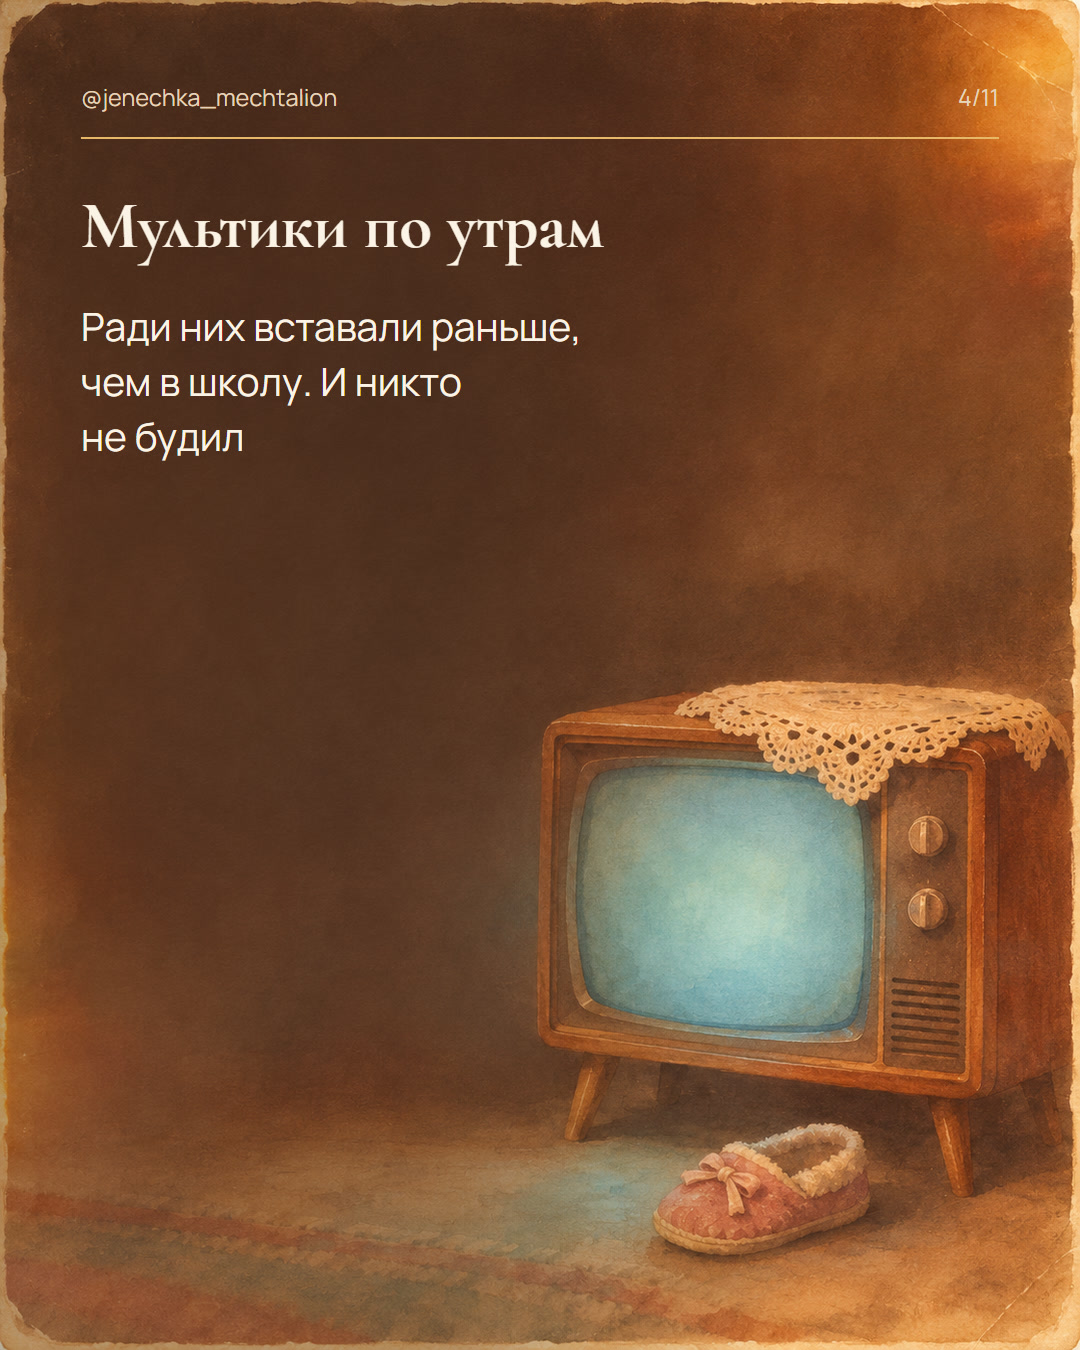 @jenechka_mechtalion
4/11
Мультики по утрам
Ради них вставали раньше,
чем в школу. И никто
не будил